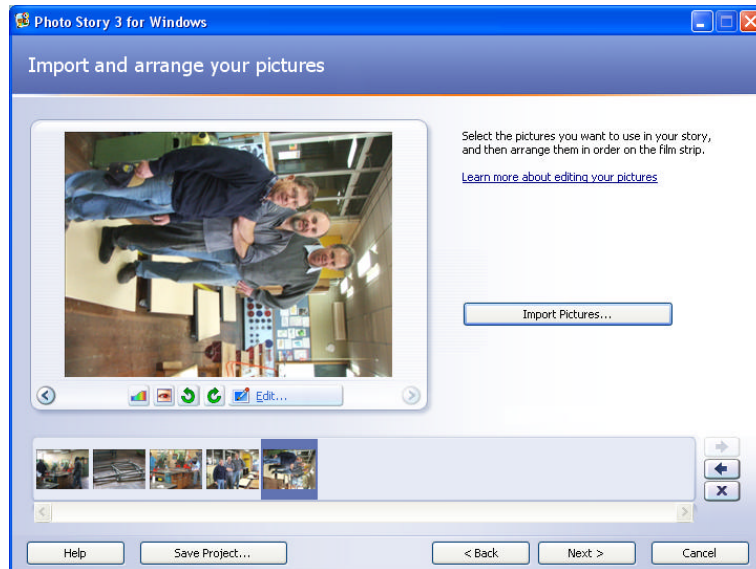 Photo Story 3 for Windows
Import and arrange your pictures
Select the pictures you want to use in your story,
and then arrange them in order on the film strip.
Learn more about editing your pictures
Import Pictures...
Edit...
Help
Save Project...
< Back
Next >
Cancel